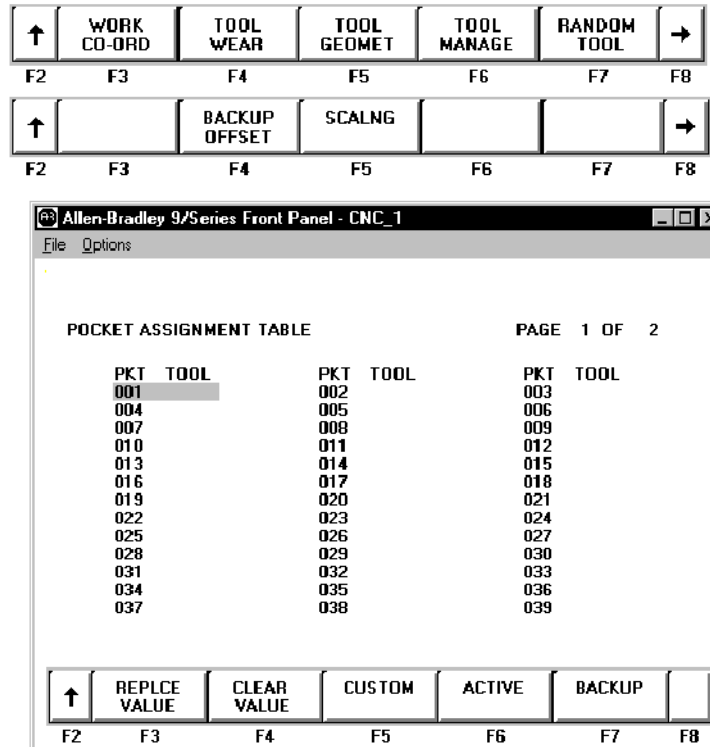 ↑ WORK CO-ORD TOOL WEAR TOOL GEOMET TOOL MANAGE RANDOM TOOL →
F2 F3 F4 F5 F6 F7 F8
↑ BACKUP OFFSET SCALNG →
F2 F3 F4 F5 F6 F7 F8
Allen-Bradley 9/Series Front Panel - CNC_1
File Options
POCKET ASSIGNMENT TABLE PAGE 1 OF 2
PKT TOOL PKT TOOL PKT TOOL
001 002 003
004 005 006
007 008 009
010 011 012
013 014 015
016 017 018
019 020 021
022 023 024
025 026 027
028 029 030
031 032 033
034 035 036
037 038 039
↑ REPLCE VALUE CLEAR VALUE CUSTOM ACTIVE BACKUP
F2 F3 F4 F5 F6 F7 F8